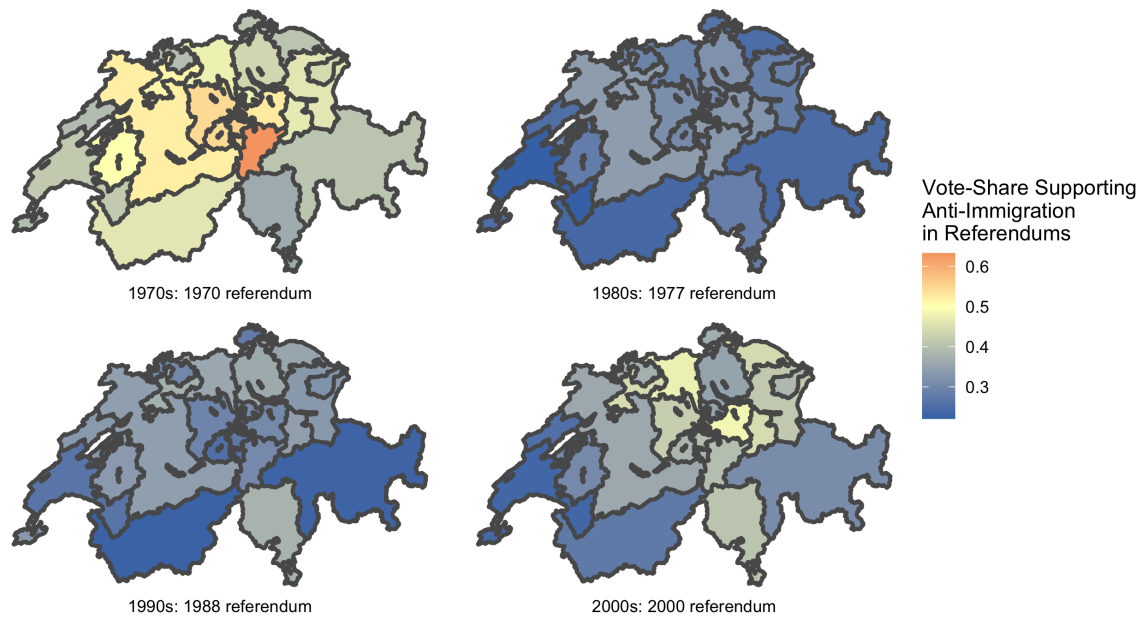 1970s: 1970 referendum
1980s: 1977 referendum
Vote-Share Supporting
Anti-Immigration
in Referendums
0.6
0.5
0.4
0.3
1990s: 1988 referendum
2000s: 2000 referendum